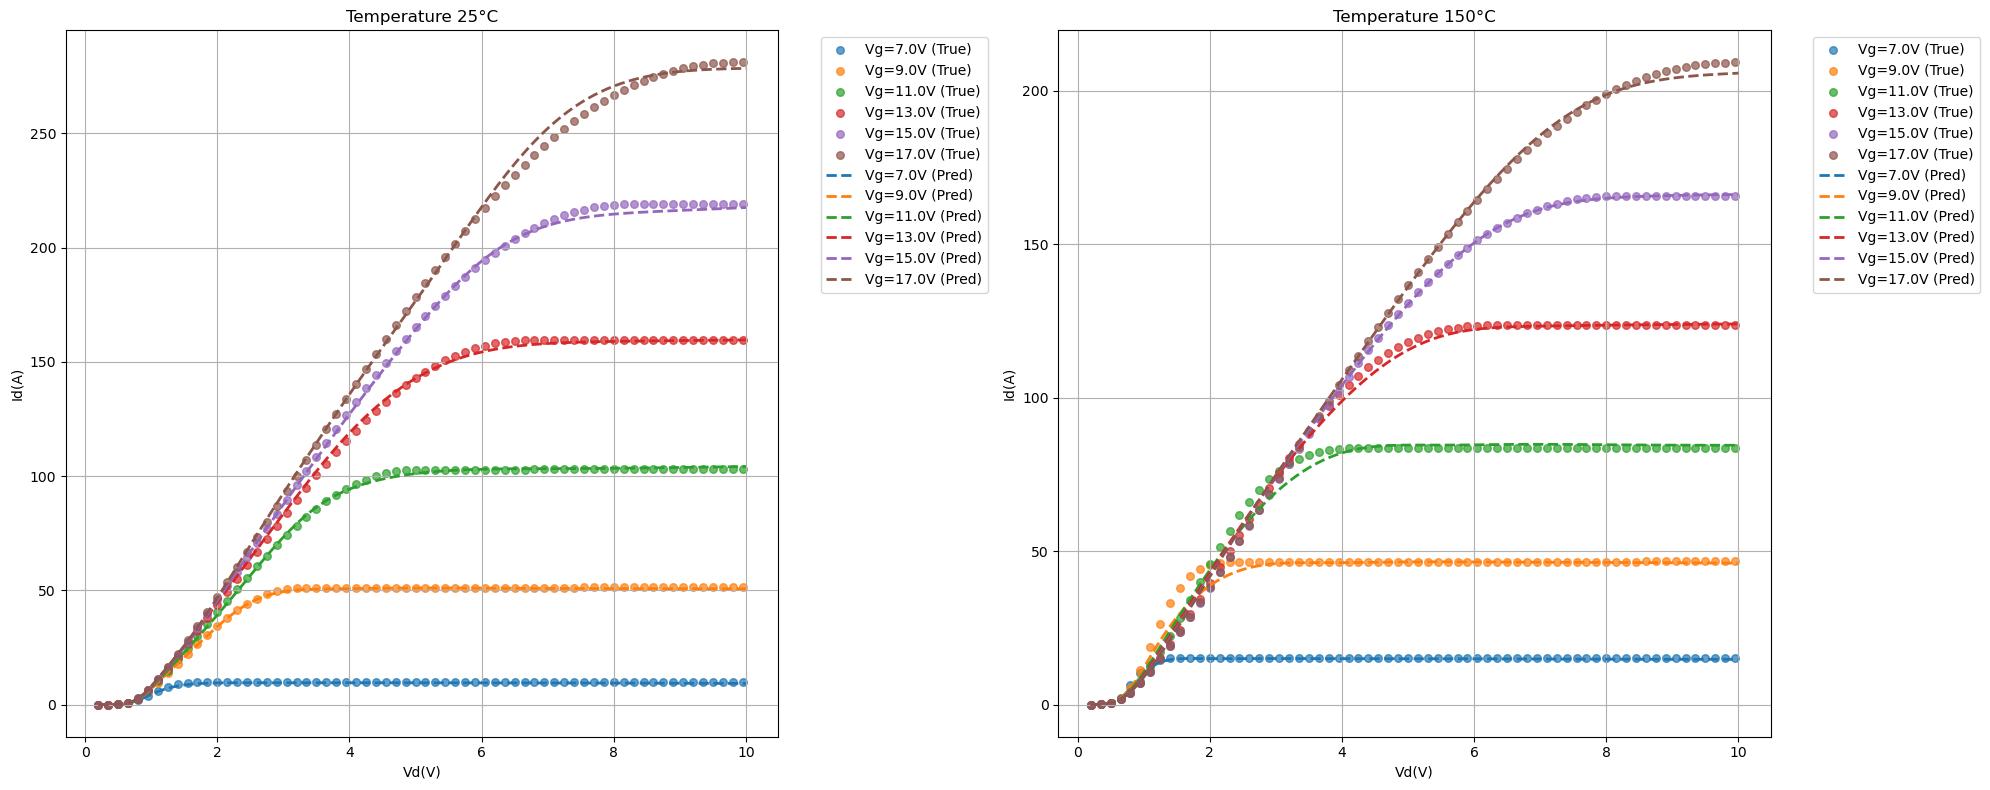 Temperature 25°C
Id(A)
250
200
150
100
50
0
0 2 4 6 8 10
Vd(V)
Vg=7.0V (True)
Vg=9.0V (True)
Vg=11.0V (True)
Vg=13.0V (True)
Vg=15.0V (True)
Vg=17.0V (True)
Vg=7.0V (Pred)
Vg=9.0V (Pred)
Vg=11.0V (Pred)
Vg=13.0V (Pred)
Vg=15.0V (Pred)
Vg=17.0V (Pred)
Temperature 150°C
Id(A)
200
150
100
50
0
0 2 4 6 8 10
Vd(V)
Vg=7.0V (True)
Vg=9.0V (True)
Vg=11.0V (True)
Vg=13.0V (True)
Vg=15.0V (True)
Vg=17.0V (True)
Vg=7.0V (Pred)
Vg=9.0V (Pred)
Vg=11.0V (Pred)
Vg=13.0V (Pred)
Vg=15.0V (Pred)
Vg=17.0V (Pred)